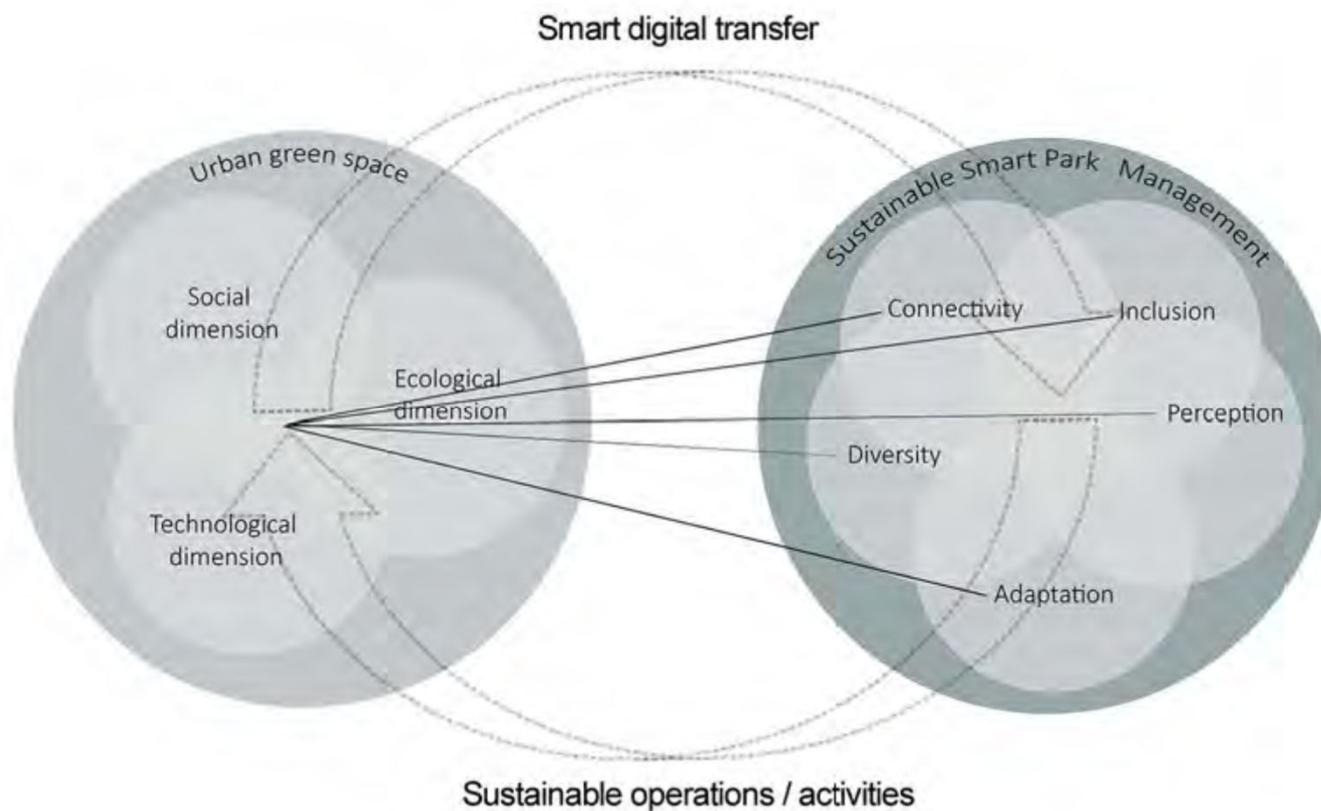 Smart digital transfer
Urban green space
Sustainable Smart Park Management
Social
dimension
Connectivity
Inclusion
Ecological
dimension
Perception
Diversity
Technological
dimension
Adaptation
Sustainable operations / activities